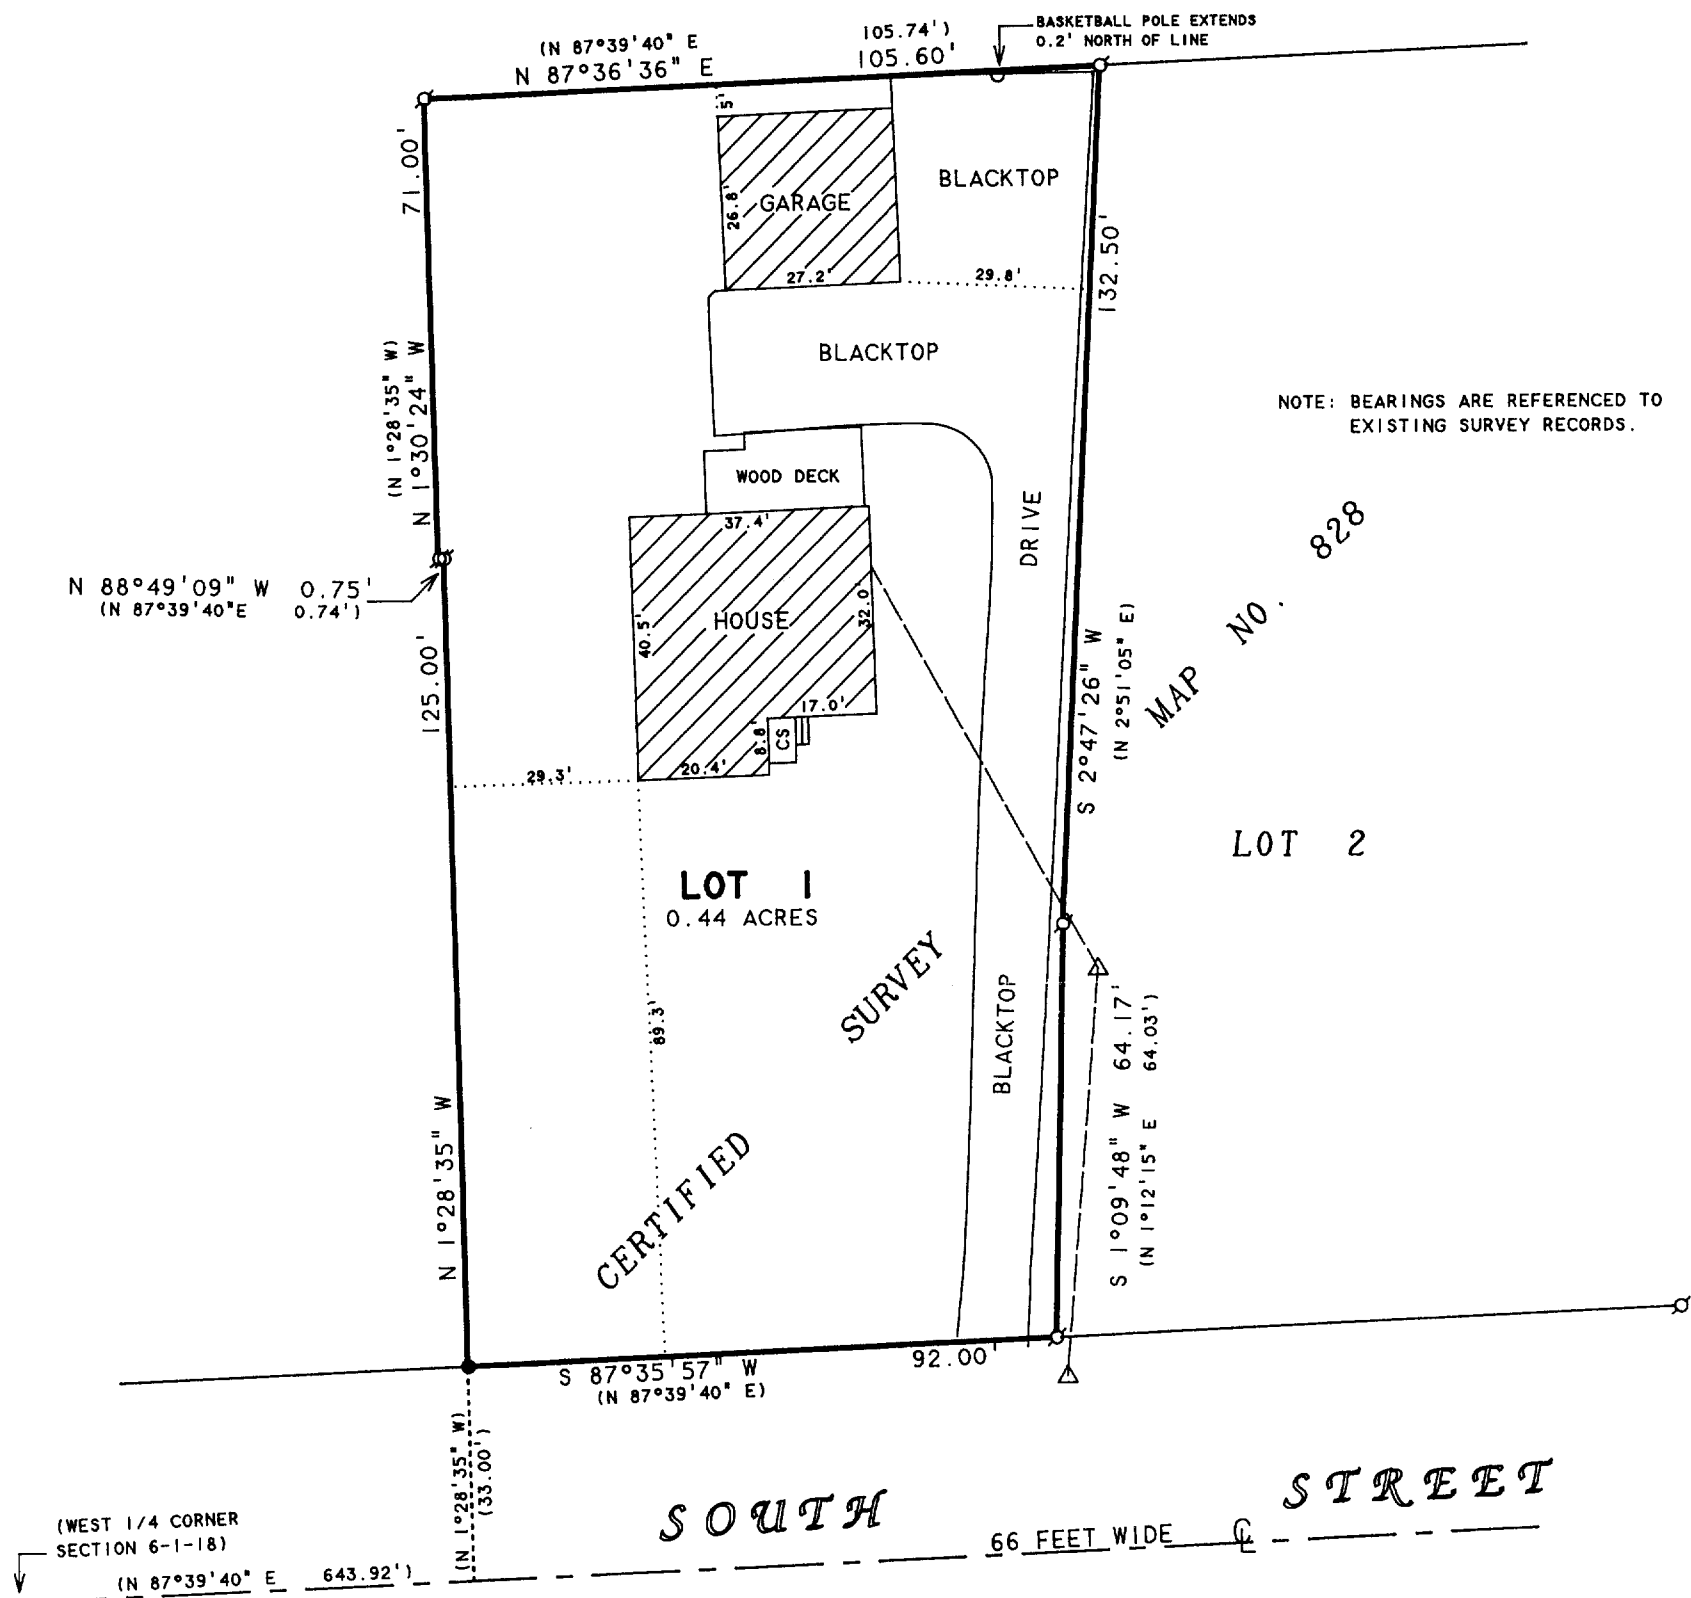 BASKETBALL POLE EXTENDS
0.2' NORTH OF LINE
(N 87°39'40" E 105.74')
N 87°36'36" E 105.60'
5'
71.00'
BLACKTOP
26.8'
GARAGE
27.2'
29.8'
132.50'
BLACKTOP
(N 1°28'35" W)
N 1°30'24" W
NOTE: BEARINGS ARE REFERENCED TO
EXISTING SURVEY RECORDS.
WOOD DECK
37.4'
DRIVE
MAP NO. 828
N 88°49'09" W 0.75'
(N 87°39'40"E 0.74')
HOUSE
40.5'
32.0'
125.00'
S 2°47'26" W
(N 2°51'05" E)
17.0'
8.8'
CS
20.4'
29.3'
LOT 2
LOT 1
0.44 ACRES
SURVEY
89.3'
BLACKTOP
S 1°09'48" W 64.17'
(N 1°12'15" E 64.03')
CERTIFIED
N 1°28'35" W
S 87°35'57" W 92.00'
(N 87°39'40" E)
(N 1°28'35" W)
(33.00')
SOUTH STREET
66 FEET WIDE CL
(WEST 1/4 CORNER
SECTION 6-1-18)
(N 87°39'40" E 643.92')